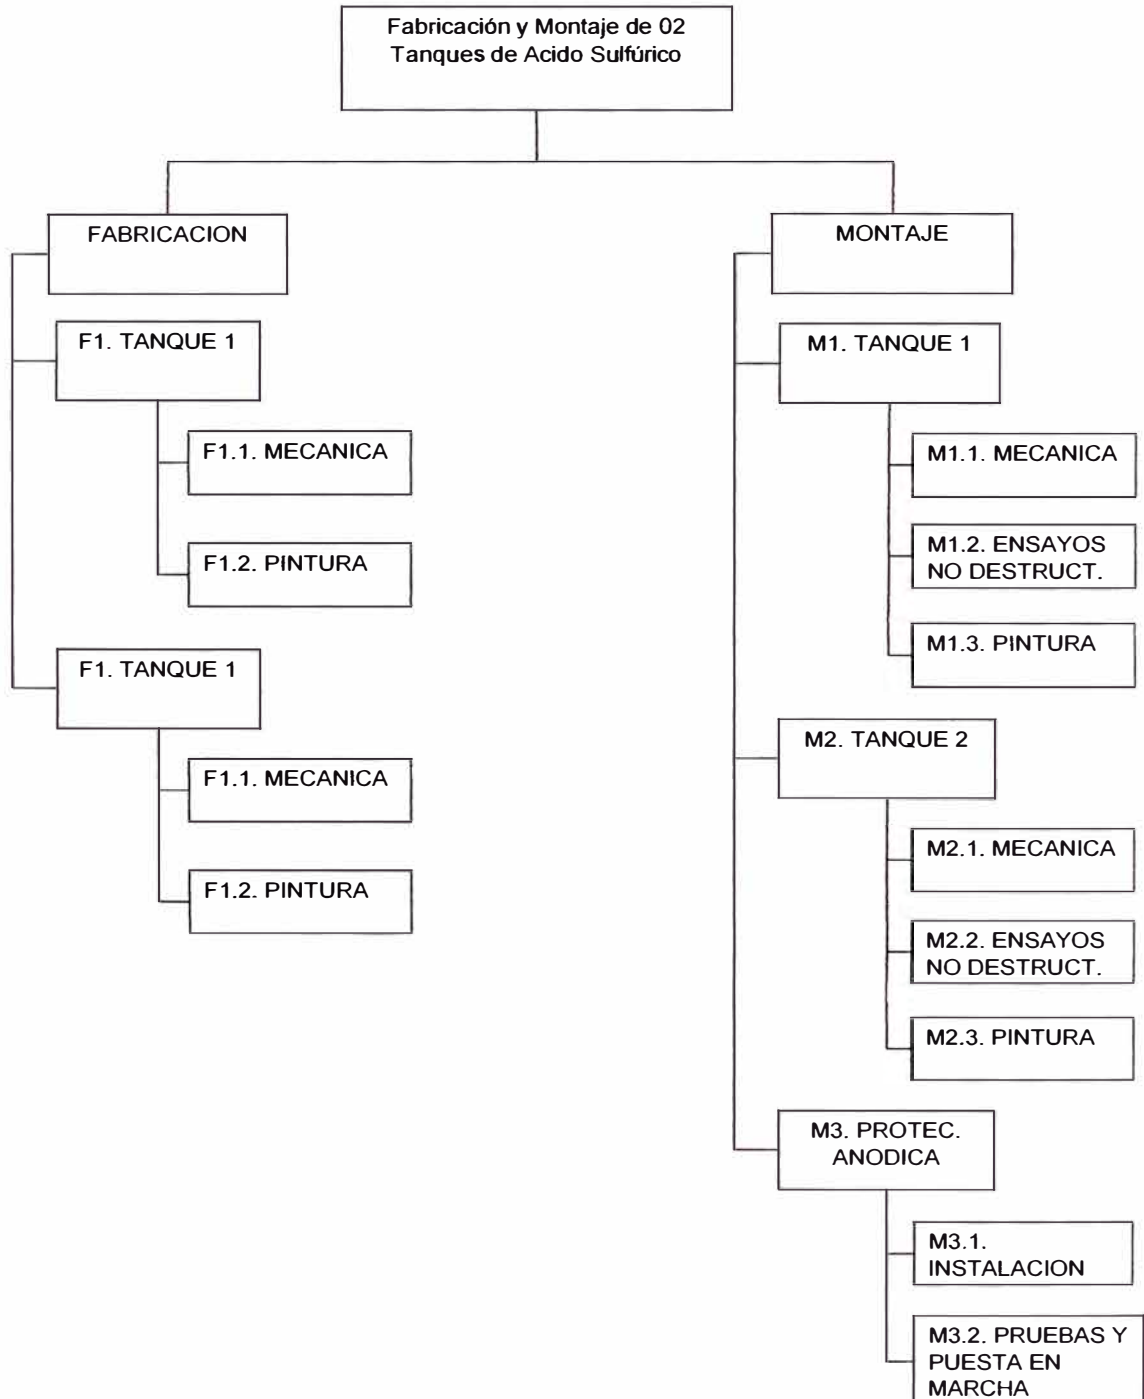 Fabricación y Montaje de 02
Tanques de Acido Sulfúrico
FABRICACION
F1. TANQUE 1
F1.1. MECANICA
F1.2. PINTURA
F1. TANQUE 1
F1.1. MECANICA
F1.2. PINTURA
MONTAJE
M1. TANQUE 1
M1.1. MECANICA
M1.2. ENSAYOS
NO DESTRUCT.
M1.3. PINTURA
M2. TANQUE 2
M2.1. MECANICA
M2.2. ENSAYOS
NO DESTRUCT.
M2.3. PINTURA
M3. PROTEC.
ANODICA
M3.1.
INSTALACION
M3.2. PRUEBAS Y
PUESTA EN
MARCHA